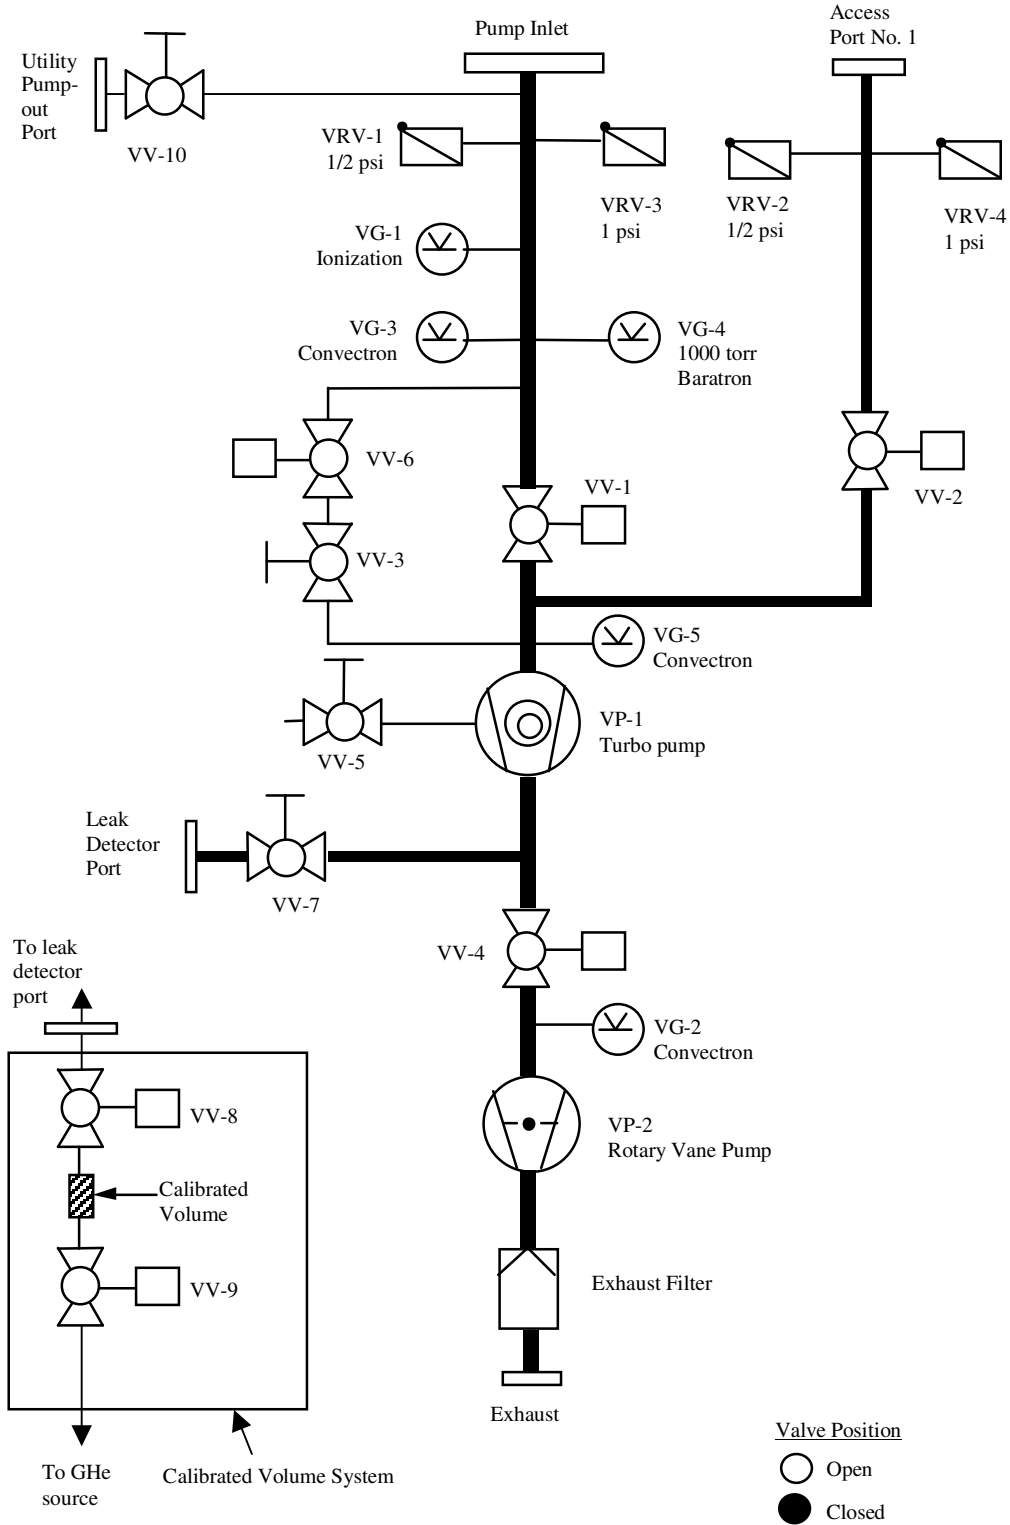 Pump Inlet
Access
Port No. 1
Utility
Pump-
out
Port
VV-10
VRV-1
1/2 psi
VRV-3
1 psi
VRV-2
1/2 psi
VRV-4
1 psi
VG-1
Ionization
VG-3
Convectron
VG-4
1000 torr
Baratron
VV-6
VV-1
VV-2
VV-3
VG-5
Convectron
VP-1
Turbo pump
VV-5
Leak
Detector
Port
VV-7
VV-4
To leak
detector
port
VG-2
Convectron
VV-8
VP-2
Rotary Vane Pump
Calibrated
Volume
VV-9
Exhaust Filter
Exhaust
To GHe
source
Calibrated Volume System
Valve Position
Open
Closed